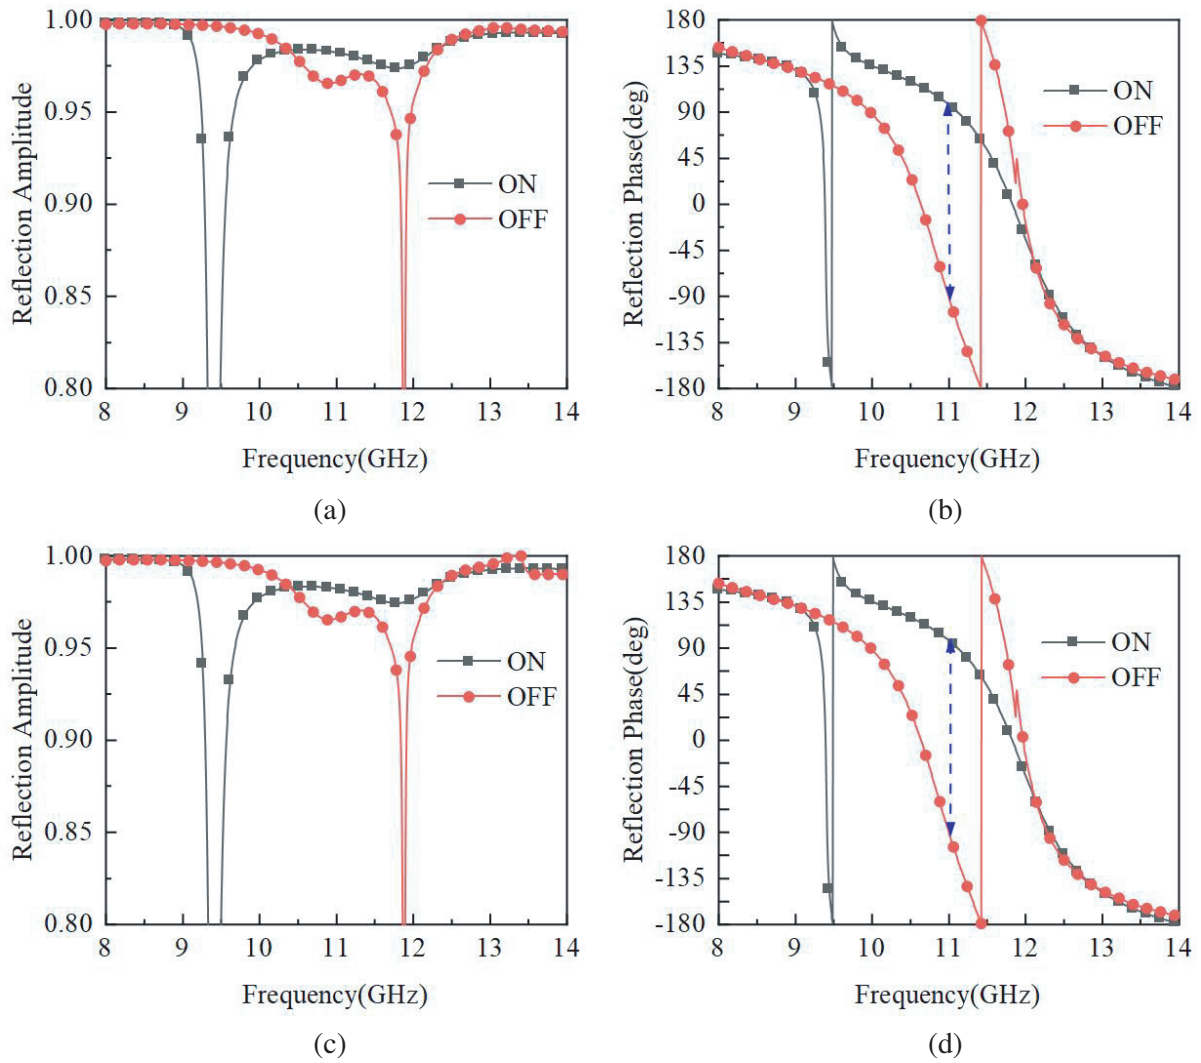 1.00
0.95
0.90
0.85
0.80
Reflection Amplitude
ON
OFF
8 9 10 11 12 13 14
Frequency(GHz)
(a)
180
135
90
45
0
-45
-90
-135
-180
Reflection Phase(deg)
ON
OFF
8 9 10 11 12 13 14
Frequency(GHz)
(b)
1.00
0.95
0.90
0.85
0.80
Reflection Amplitude
ON
OFF
8 9 10 11 12 13 14
Frequency(GHz)
(c)
180
135
90
45
0
-45
-90
-135
-180
Reflection Phase(deg)
ON
OFF
8 9 10 11 12 13 14
Frequency(GHz)
(d)